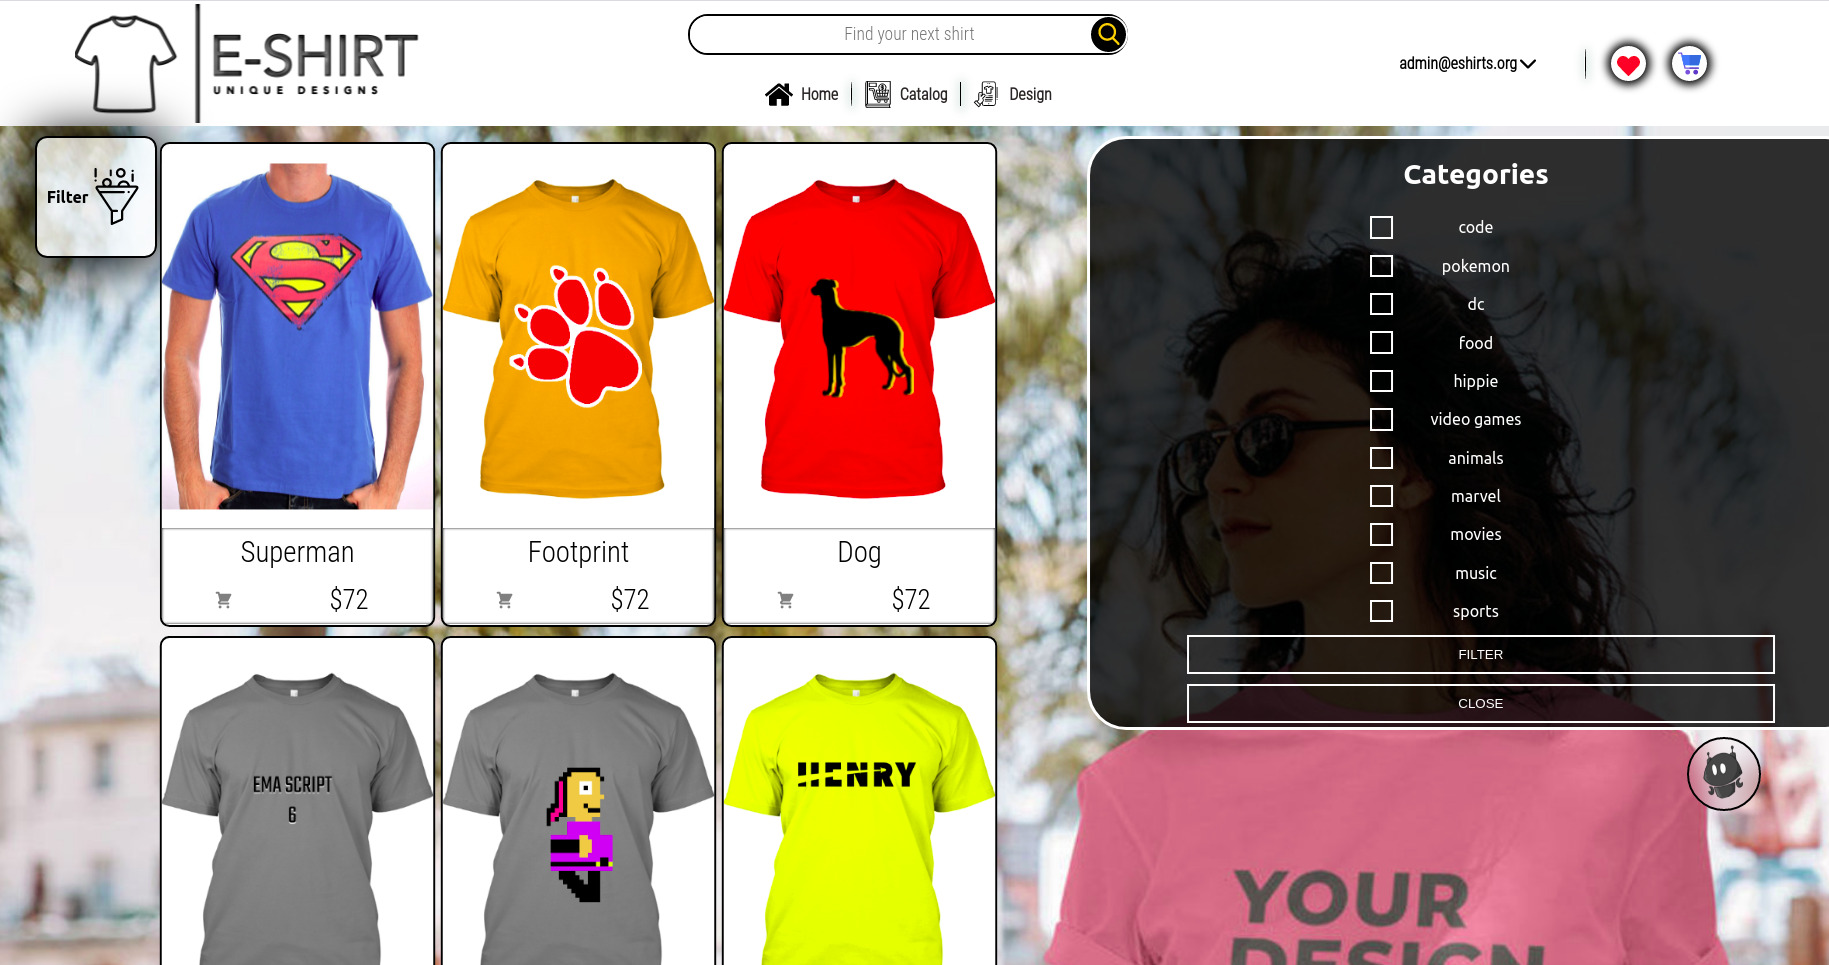 E-SHIRT
UNIQUE DESIGNS
Find your next shirt
Home
Catalog
Design
admin@eshirts.org
Filter
Superman
$72
Footprint
$72
Dog
$72
EMA SCRIPT
6
HENRY
Categories
code
pokemon
dc
food
hippie
video games
animals
marvel
movies
music
sports
FILTER
CLOSE
YOUR
DESIGN